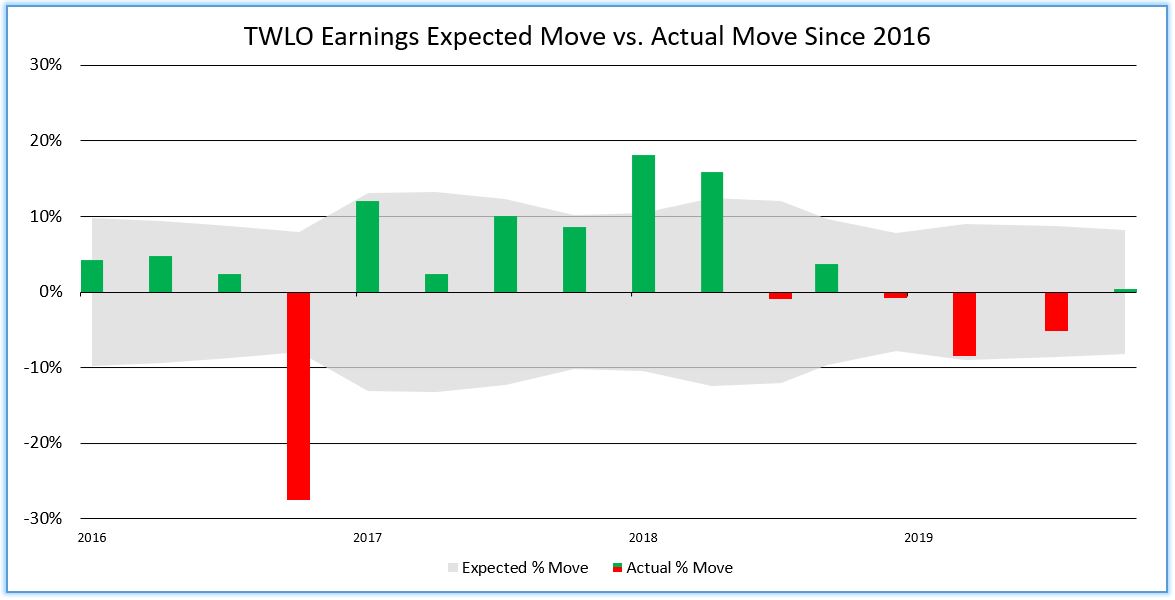 TWLO Earnings Expected Move vs. Actual Move Since 2016
30%
20%
10%
0%
-10%
-20%
-30%
2016 2017 2018 2019
Expected % Move Actual % Move